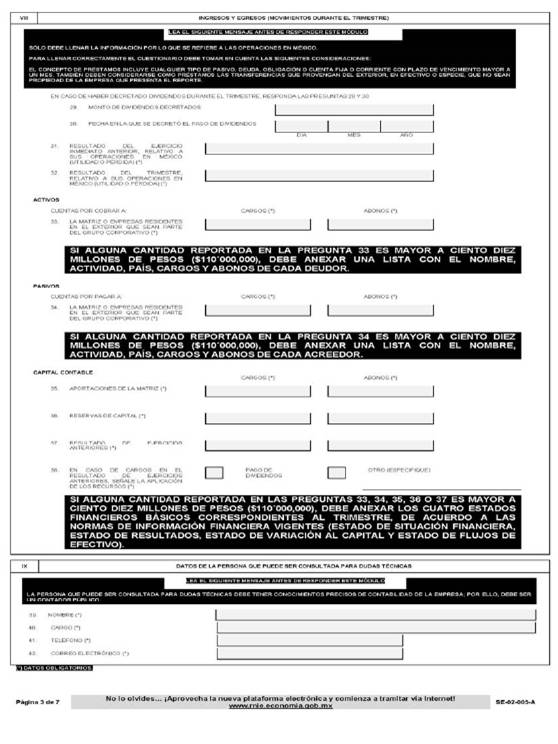 VIII INGRESOS Y EGRESOS (MOVIMIENTOS DURANTE EL TRIMESTRE)
LEA EL SIGUIENTE MENSAJE ANTES DE RESPONDER ESTE MÓDULO
SÓLO DEBE LLENAR LA INFORMACIÓN POR LO QUE SE REFIERE A LAS OPERACIONES EN MÉXICO.
PARA LLENAR CORRECTAMENTE EL CUESTIONARIO DEBE TOMAR EN CUENTA LAS SIGUIENTES CONSIDERACIONES:
EL CONCEPTO DE PRÉSTAMOS INCLUYE CUALQUIER TIPO DE PASIVO, DEUDA, OBLIGACIÓN O CUENTA FIJA O CORRIENTE CON PLAZO DE VENCIMIENTO MAYOR A
UN MES. TAMBIÉN DEBEN CONSIDERARSE COMO PRÉSTAMOS LAS TRANSFERENCIAS QUE PROVENGAN DEL EXTERIOR, EN EFECTIVO O ESPECIE, QUE NO SEAN
PROPIEDAD DE LA EMPRESA QUE PRESENTA EL REPORTE.
EN CASO DE HABER DECRETADO DIVIDENDOS DURANTE EL TRIMESTRE, RESPONDA LAS PREGUNTAS 29 Y 30
29. MONTO DE DIVIDENDOS DECRETADOS
30. FECHA EN LA QUE SE DECRETÓ EL PAGO DE DIVIDENDOS
DÍA MES AÑO
31. RESULTADO DEL EJERCICIO
INMEDIATO ANTERIOR, RELATIVO A
SUS OPERACIONES EN MÉXICO
(UTILIDAD O PÉRDIDA) (*)
32. RESULTADO DEL TRIMESTRE,
RELATIVO A SUS OPERACIONES EN
MÉXICO (UTILIDAD O PÉRDIDA) (*)
ACTIVOS
CUENTAS POR COBRAR A: CARGOS (*) ABONOS (*)
33. LA MATRIZ O EMPRESAS RESIDENTES
EN EL EXTERIOR QUE SEAN PARTE
DEL GRUPO CORPORATIVO (*)
SI ALGUNA CANTIDAD REPORTADA EN LA PREGUNTA 33 ES MAYOR A CIENTO DIEZ
MILLONES DE PESOS ($110'000,000), DEBE ANEXAR UNA LISTA CON EL NOMBRE,
ACTIVIDAD, PAÍS, CARGOS Y ABONOS DE CADA DEUDOR.
PASIVOS
CUENTAS POR PAGAR A: CARGOS (*) ABONOS (*)
34. LA MATRIZ O EMPRESAS RESIDENTES
EN EL EXTERIOR QUE SEAN PARTE
DEL GRUPO CORPORATIVO (*)
SI ALGUNA CANTIDAD REPORTADA EN LA PREGUNTA 34 ES MAYOR A CIENTO DIEZ
MILLONES DE PESOS ($110'000,000), DEBE ANEXAR UNA LISTA CON EL NOMBRE,
ACTIVIDAD, PAÍS, CARGOS Y ABONOS DE CADA ACREEDOR.
CAPITAL CONTABLE
CARGOS (*) ABONOS (*)
35. APORTACIONES DE LA MATRIZ (*)
36. RESERVAS DE CAPITAL (*)
37. RESULTADO DE EJERCICIOS
ANTERIORES (*)
38. EN CASO DE CARGOS EN EL
RESULTADO DE EJERCICIOS
ANTERIORES, SEÑALE LA APLICACIÓN
DE LOS RECURSOS (*)
PAGO DE
DIVIDENDOS
OTRO (ESPECIFIQUE)
SI ALGUNA CANTIDAD REPORTADA EN LAS PREGUNTAS 33, 34, 35, 36 O 37 ES MAYOR A
CIENTO DIEZ MILLONES DE PESOS ($110'000,000), DEBE ANEXAR LOS CUATRO ESTADOS
FINANCIEROS BÁSICOS CORRESPONDIENTES AL TRIMESTRE, DE ACUERDO A LAS
NORMAS DE INFORMACIÓN FINANCIERA VIGENTES (ESTADO DE SITUACIÓN FINANCIERA,
ESTADO DE RESULTADOS, ESTADO DE VARIACIÓN AL CAPITAL Y ESTADO DE FLUJOS DE
EFECTIVO).
IX DATOS DE LA PERSONA QUE PUEDE SER CONSULTADA PARA DUDAS TÉCNICAS
LEA EL SIGUIENTE MENSAJE ANTES DE RESPONDER ESTE MÓDULO
LA PERSONA QUE PUEDE SER CONSULTADA PARA DUDAS TÉCNICAS DEBE TENER CONOCIMIENTOS PRECISOS DE CONTABILIDAD DE LA EMPRESA; POR ELLO, DEBE SER
UN CONTADOR PÚBLICO.
39. NOMBRE (*)
40. CARGO (*)
41. TELÉFONO (*)
42. CORREO ELECTRÓNICO (*)
(*) DATOS OBLIGATORIOS.
Página 3 de 7
No lo olvides... ¡Aprovecha la nueva plataforma electrónica y comienza a tramitar vía Internet!
www.rnie.economia.gob.mx
SE-02-005-A